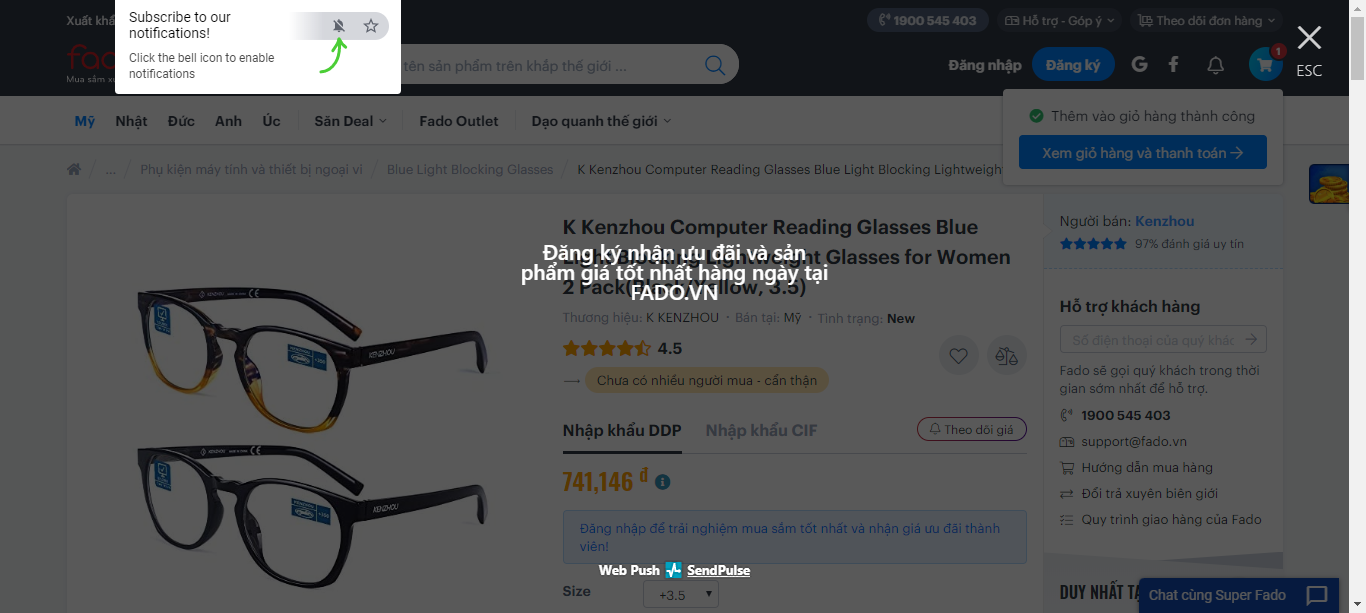 Subscribe to our
notifications!
Click the bell icon to enable
notifications
Xuất khẩ
1900 545 403
Hỗ trợ - Góp ý
Theo dõi đơn hàng
ESC
fado
Mua sắm x
tên sản phẩm trên khắp thế giới ...
Đăng nhập
Đăng ký
1
Mỹ
Nhật
Đức
Anh
Úc
Săn Deal
Fado Outlet
Dạo quanh thế giới
Thêm vào giỏ hàng thành công
Xem giỏ hàng và thanh toán
...
Phụ kiện máy tính và thiết bị ngoại vi
Blue Light Blocking Glasses
K Kenzhou Computer Reading Glasses Blue Light Blocking Lightweigh
K Kenzhou Computer Reading Glasses Blue
Light Blocking Lightweight Glasses for Women
2 Pack(Black/Yellow, 3.5)
Đăng ký nhận ưu đãi và sản
phẩm giá tốt nhất hàng ngày tại
FADO.VN
Thương hiệu: K KENZHOU
Bán tại: Mỹ
Tình trạng: New
4.5
Chưa có nhiều người mua - cẩn thận
Nhập khẩu DDP
Nhập khẩu CIF
Theo dõi giá
741,146 đ
Đăng nhập để trải nghiệm mua sắm tốt nhất và nhận giá ưu đãi thành
viên!
Web Push SendPulse
Size
+3.5
Người bán: Kenzhou
97% đánh giá uy tín
Hỗ trợ khách hàng
Số điện thoại của quý khác
Fado sẽ gọi quý khách trong thời
gian sớm nhất để hỗ trợ.
1900 545 403
support@fado.vn
Hướng dẫn mua hàng
Đổi trả xuyên biên giới
Quy trình giao hàng của Fado
DUY NHẤT TẠ
Chat cùng Super Fado
KENZHOU
KENZHOU